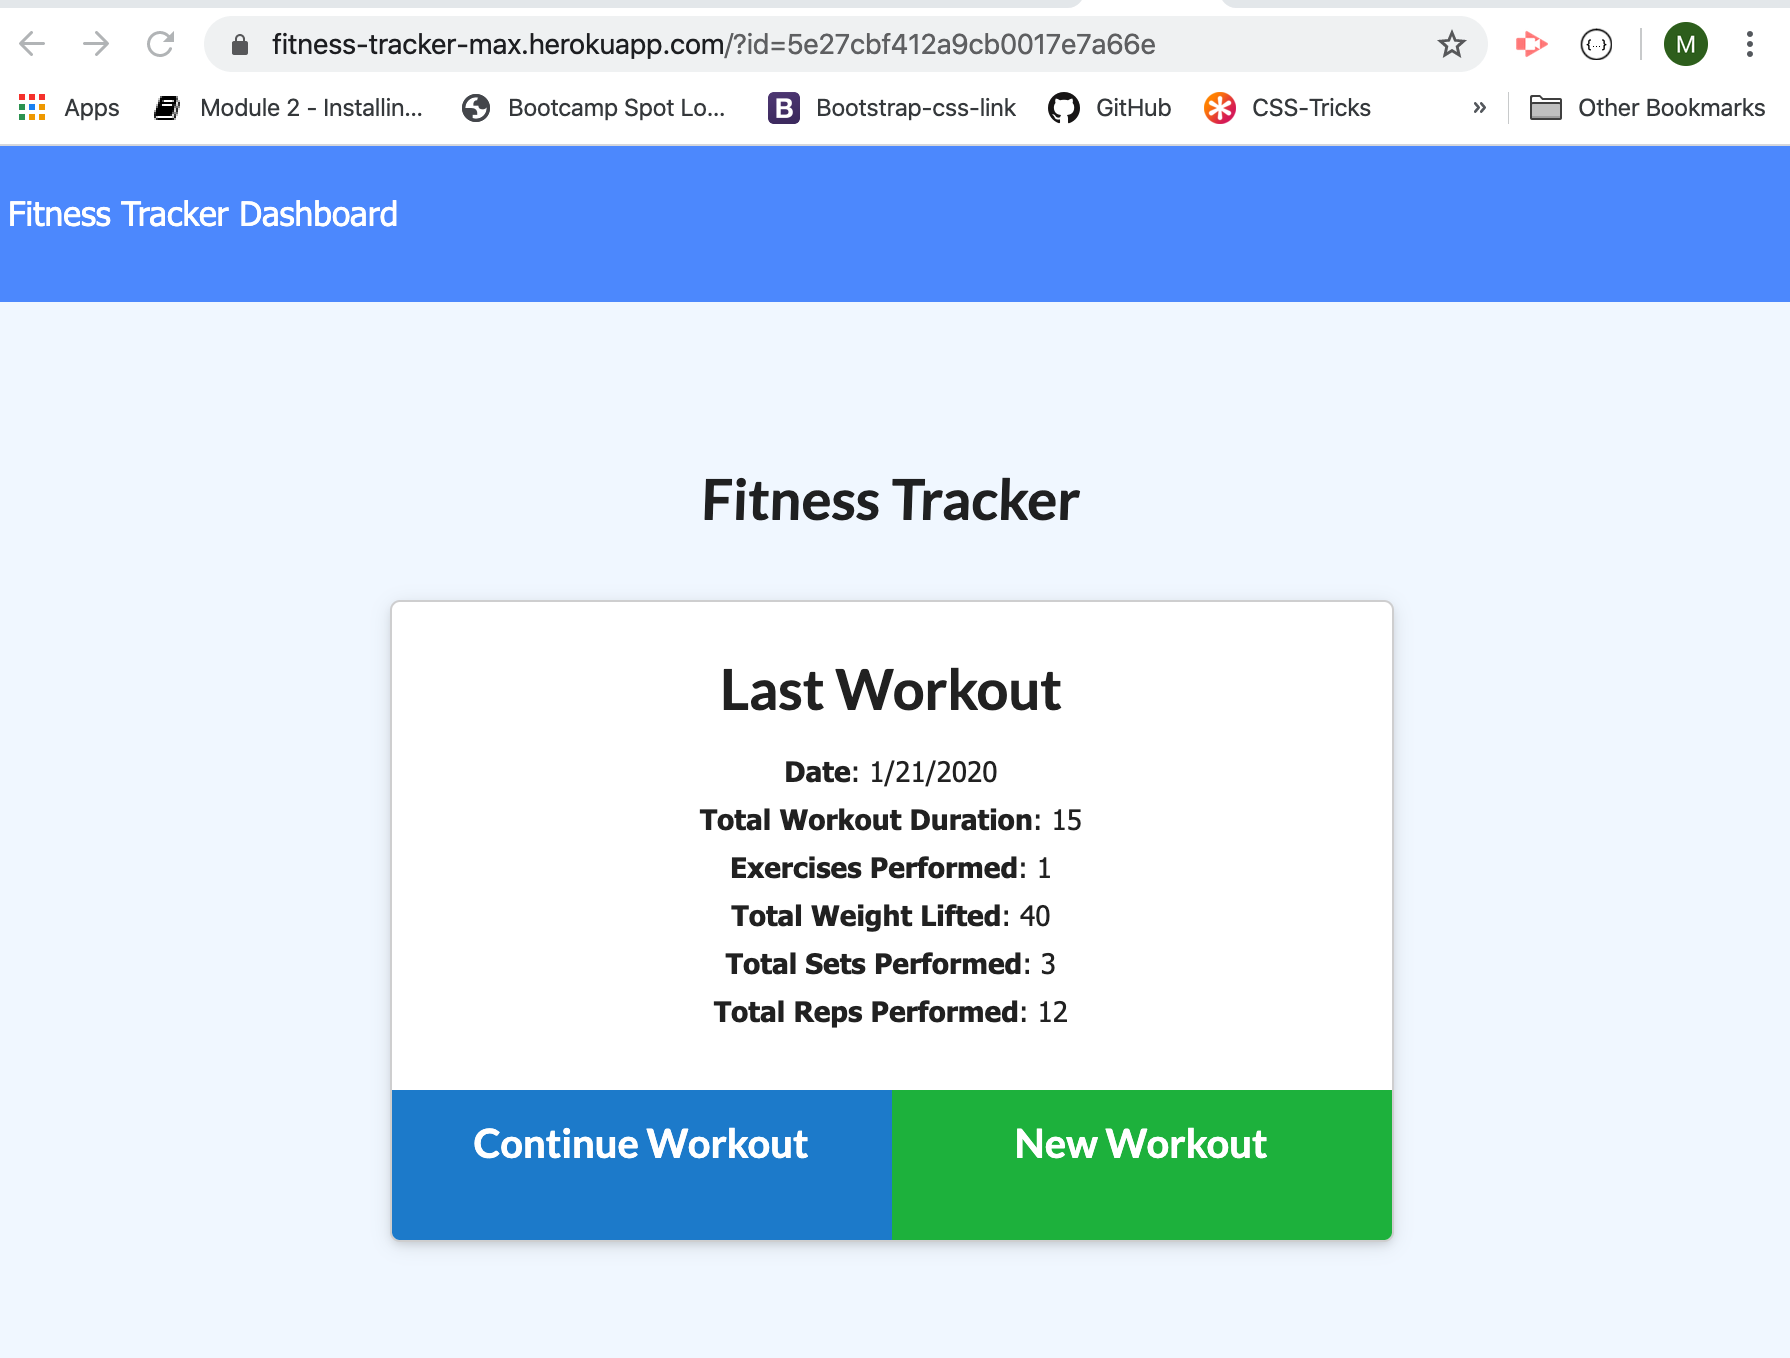 fitness-tracker-max.herokuapp.com/?id=5e27cbf412a9cb0017e7a66e
{...}
M
Apps
Module 2 - Installin...
Bootcamp Spot Lo...
B
Bootstrap-css-link
GitHub
CSS-Tricks
»
Other Bookmarks
Fitness Tracker Dashboard
Fitness Tracker
Last Workout
Date: 1/21/2020
Total Workout Duration: 15
Exercises Performed: 1
Total Weight Lifted: 40
Total Sets Performed: 3
Total Reps Performed: 12
Continue Workout
New Workout